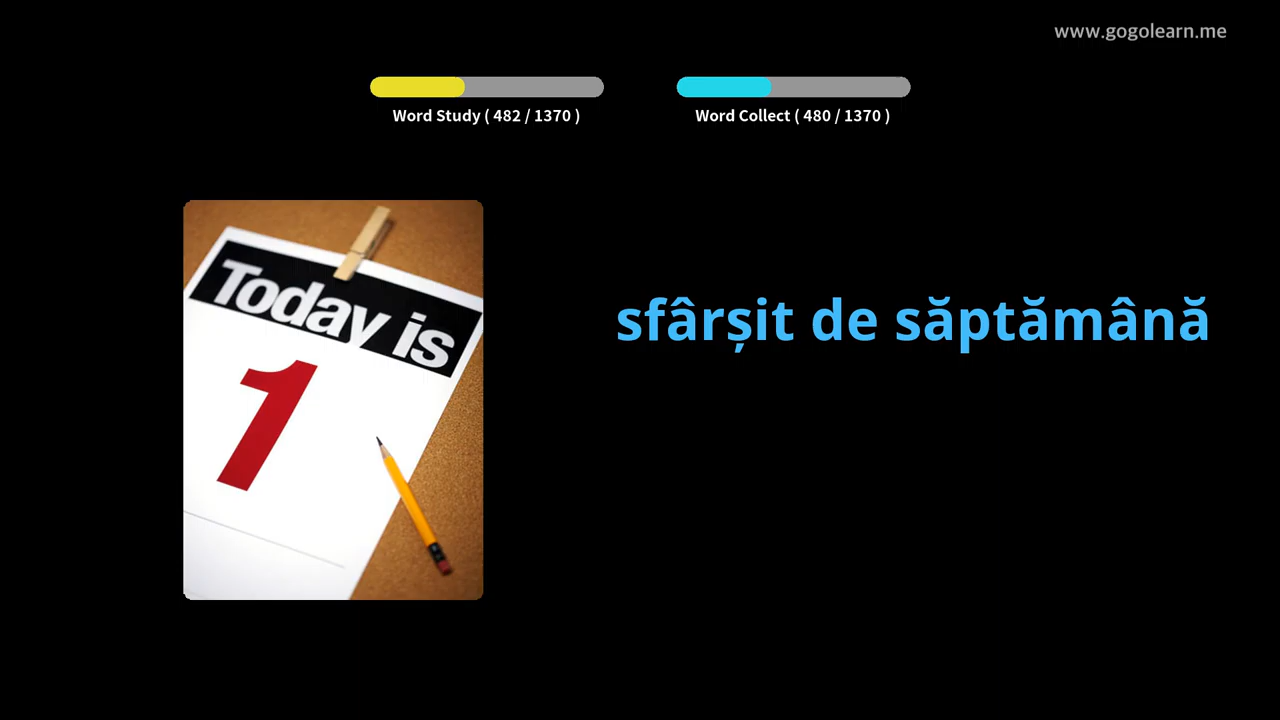 www.gogolearn.me
Word Study ( 482 / 1370 )
Word Collect ( 480 / 1370 )
Today is
1
sfârșit de săptămână